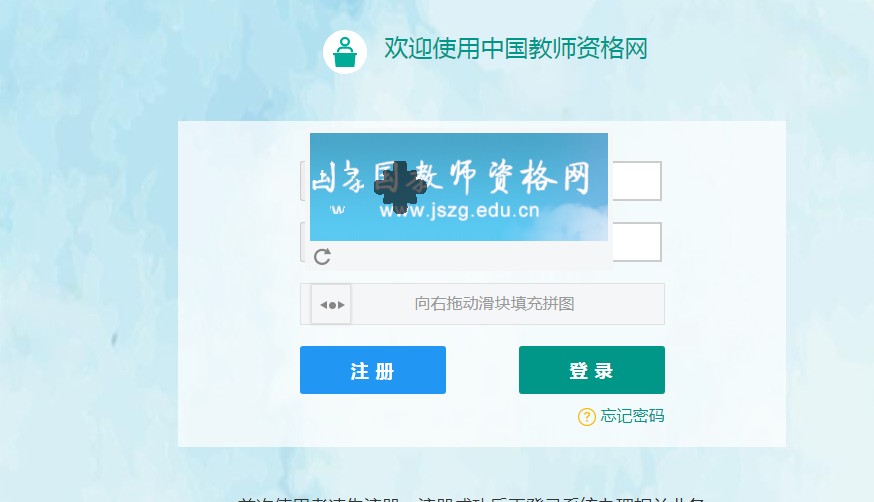 欢迎使用中国教师资格网
国教师资格网
www.jszg.edu.cn
向右拖动滑块填充拼图
注 册
登 录
? 忘记密码